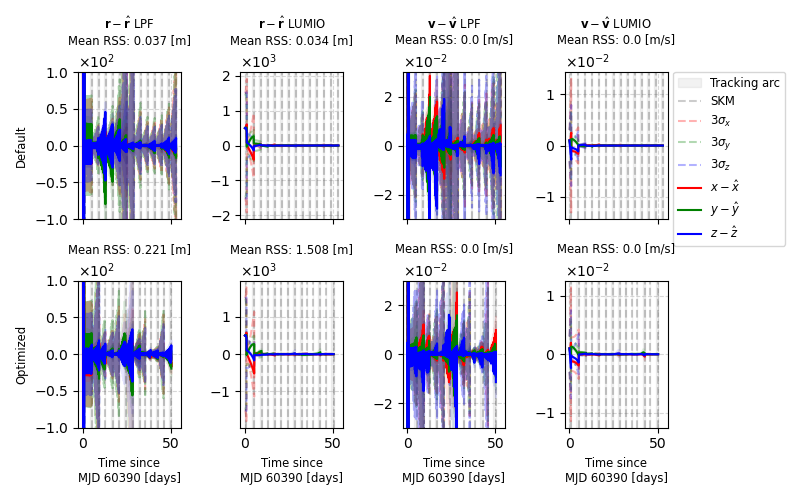 r − r̂ LPF
Mean RSS: 0.037 [m]
r − r̂ LUMIO
Mean RSS: 0.034 [m]
v − v̂ LPF
Mean RSS: 0.0 [m/s]
v − v̂ LUMIO
Mean RSS: 0.0 [m/s]
×10²
×10³
×10⁻²
×10⁻²
Default
1.0
0.5
0.0
−0.5
−1.0
2
1
0
−1
−2
2
0
−2
1
0
−1
Tracking arc
SKM
3σₓ
3σ_y
3σ_z
x − x̂
y − ŷ
z − ẑ
Mean RSS: 0.221 [m]
Mean RSS: 1.508 [m]
Mean RSS: 0.0 [m/s]
Mean RSS: 0.0 [m/s]
×10²
×10³
×10⁻²
×10⁻²
Optimized
1.0
0.5
0.0
−0.5
−1.0
1
0
−1
2
0
−2
1
0
−1
0 50
0 50
0 50
0 50
Time since
MJD 60390 [days]
Time since
MJD 60390 [days]
Time since
MJD 60390 [days]
Time since
MJD 60390 [days]